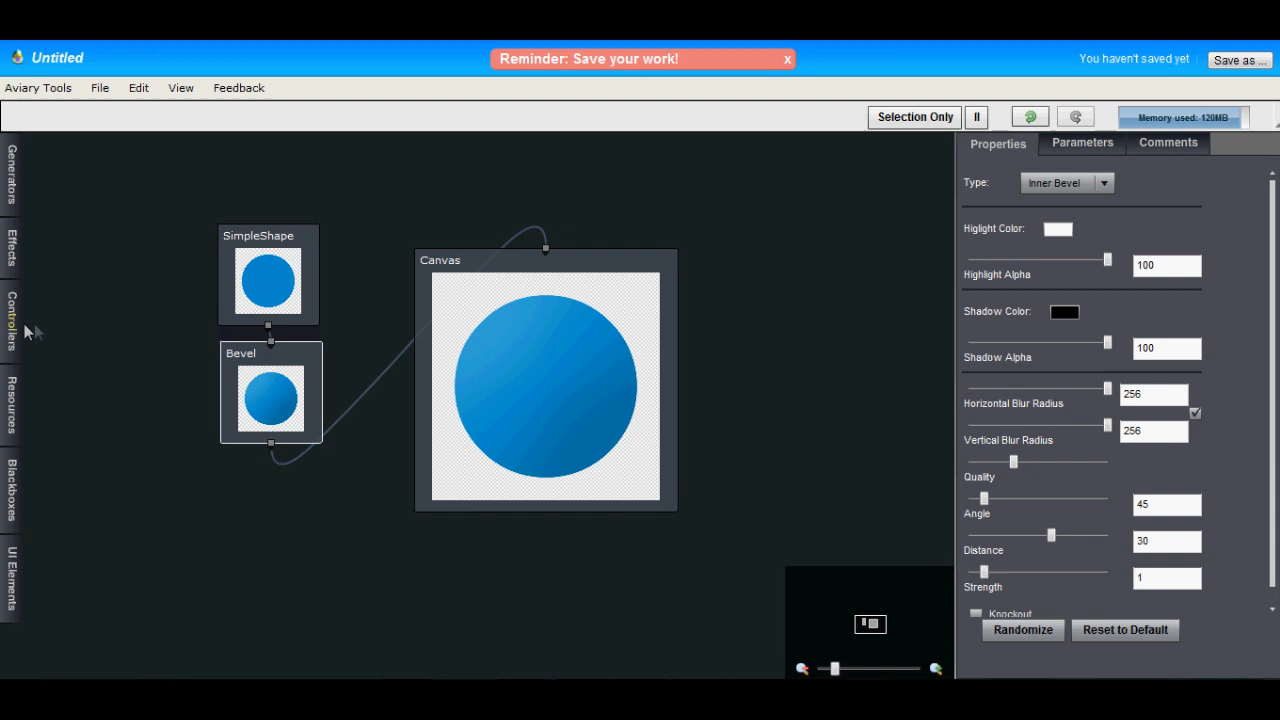 Untitled
Reminder: Save your work!
x
You haven't saved yet
Save as ...
Aviary Tools
File
Edit
View
Feedback
Selection Only
II
Memory used: 120MB
Generators
Effects
Controllers
Resources
Blackboxes
UI Elements
SimpleShape
Bevel
Canvas
Properties
Parameters
Comments
Type:
Inner Bevel
Higlight Color:
100
Highlight Alpha
Shadow Color:
100
Shadow Alpha
256
Horizontal Blur Radius
256
Vertical Blur Radius
Quality
45
Angle
30
Distance
1
Strength
Knockout
Randomize
Reset to Default